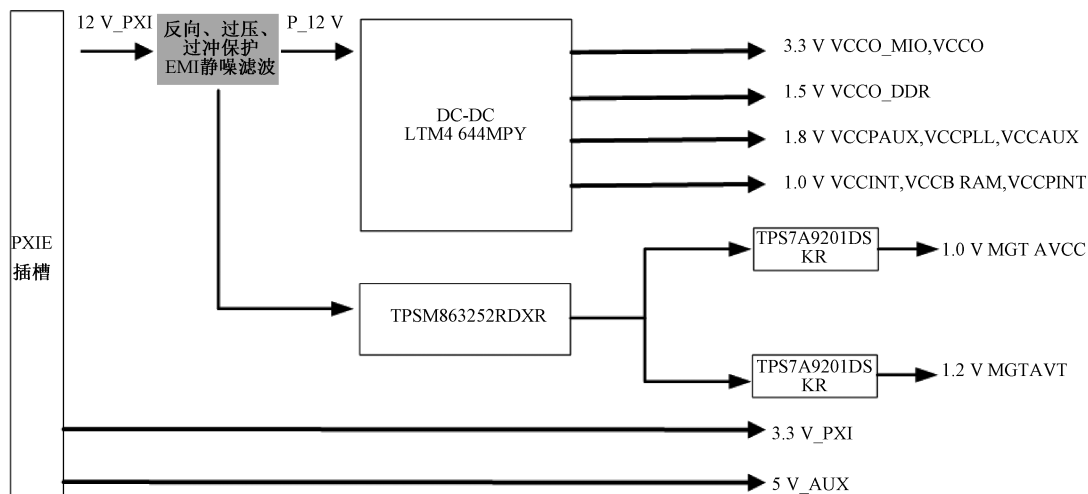 12 V_PXI
反向、过压、
过冲保护
EMI静噪滤波
P_12 V
DC-DC
LTM4 644MPY
3.3 V VCCO_MIO,VCCO
1.5 V VCCO_DDR
1.8 V VCCPAUX,VCCPLL,VCCAUX
1.0 V VCCINT,VCCB RAM,VCCPINT
PXIE
插槽
TPSM863252RDXR
TPS7A9201DS
KR
1.0 V MGT AVCC
TPS7A9201DS
KR
1.2 V MGTAVT
3.3 V_PXI
5 V_AUX